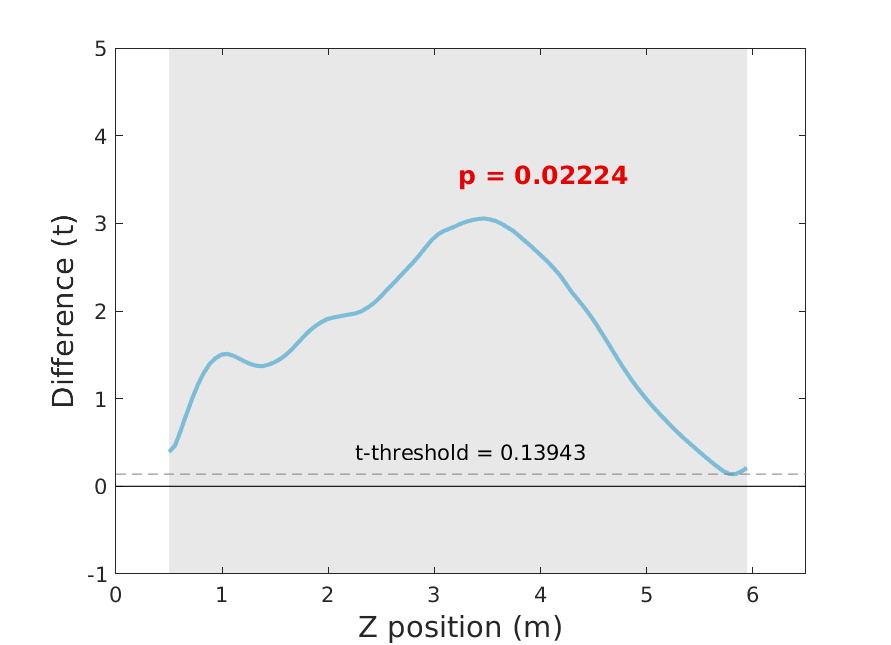 5
4
p = 0.02224
3
Difference (t)
2
1
t-threshold = 0.13943
0
-1
0 1 2 3 4 5 6
Z position (m)